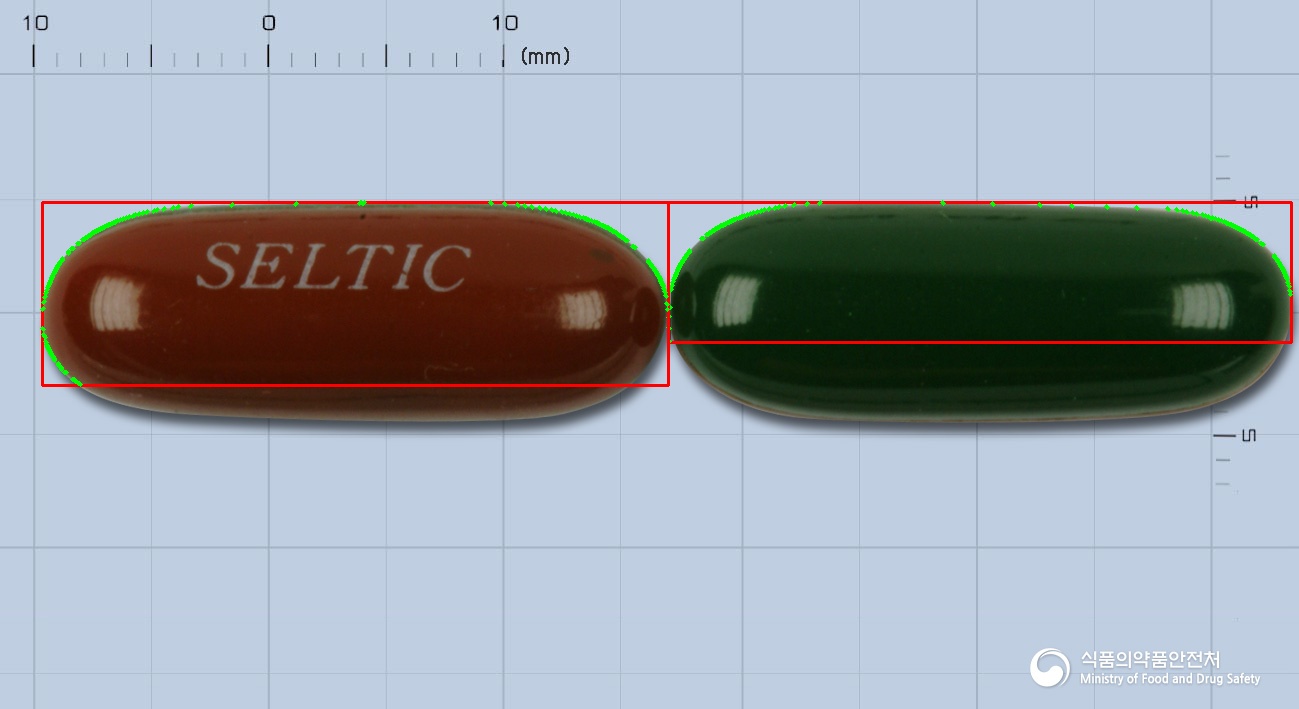 10 0 10
(mm)
5
SELTIC
5
식품의약품안전처
Ministry of Food and Drug Safety